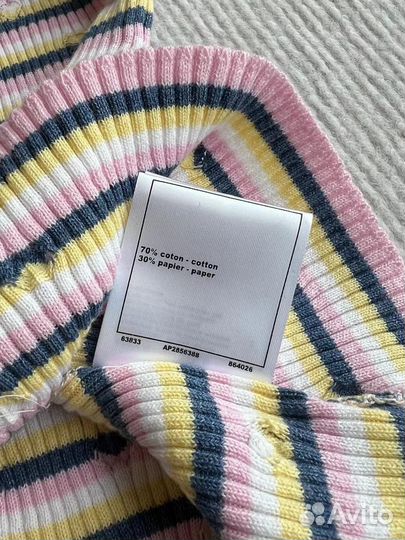 70% coton - cotton
30% papier - paper
63833 AP2856388 864026
Avito